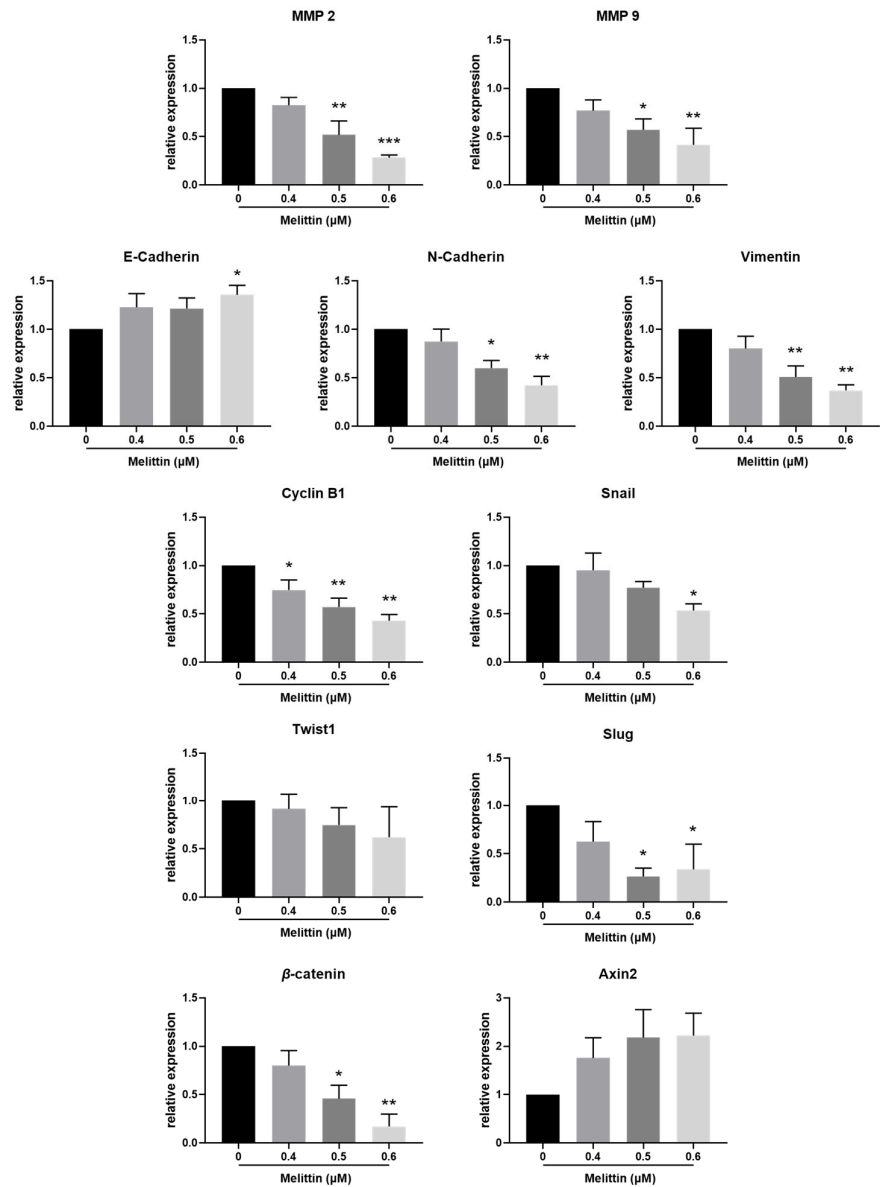 MMP 2
relative expression
1.5
1.0
0.5
0.0
**
***
0 0.4 0.5 0.6
Melittin (μM)
MMP 9
relative expression
1.5
1.0
0.5
0.0
*
**
0 0.4 0.5 0.6
Melittin (μM)
E-Cadherin
relative expression
1.5
1.0
0.5
0.0
*
0 0.4 0.5 0.6
Melittin (μM)
N-Cadherin
relative expression
1.5
1.0
0.5
0.0
*
**
0 0.4 0.5 0.6
Melittin (μM)
Vimentin
relative expression
1.5
1.0
0.5
0.0
**
**
0 0.4 0.5 0.6
Melittin (μM)
Cyclin B1
relative expression
1.5
1.0
0.5
0.0
*
**
**
0 0.4 0.5 0.6
Melittin (μM)
Snail
relative expression
1.5
1.0
0.5
0.0
*
0 0.4 0.5 0.6
Melittin (μM)
Twist1
relative expression
1.5
1.0
0.5
0.0
0 0.4 0.5 0.6
Melittin (μM)
Slug
relative expression
1.5
1.0
0.5
0.0
*
*
0 0.4 0.5 0.6
Melittin (μM)
β-catenin
relative expression
1.5
1.0
0.5
0.0
*
**
0 0.4 0.5 0.6
Melittin (μM)
Axin2
relative expression
3
2
1
0
0 0.4 0.5 0.6
Melittin (μM)